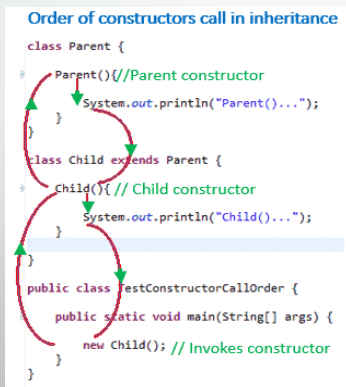 Order of constructors call in inheritance
class Parent {
Parent(){//Parent constructor
System.out.println("Parent()...");
}
}
class Child extends Parent {
Child(){ // Child constructor
System.out.println("Child()...");
}
}
public class TestConstructorCallOrder {
public static void main(String[] args) {
new Child(); // Invokes constructor
}
}